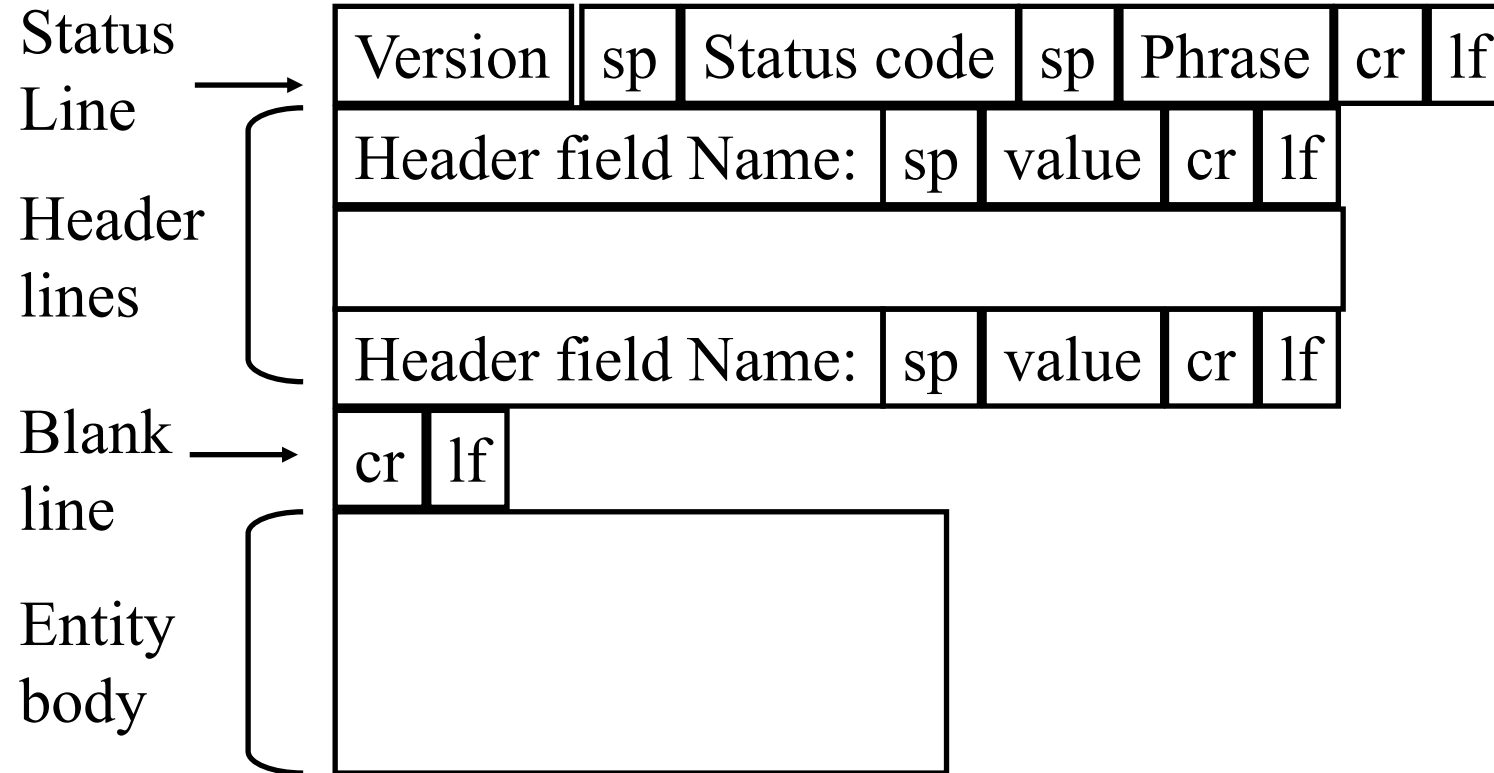 Status
Line
Version sp Status code sp Phrase cr lf
Header field Name: sp value cr lf
Header
lines
Header field Name: sp value cr lf
Blank
line
cr lf
Entity
body